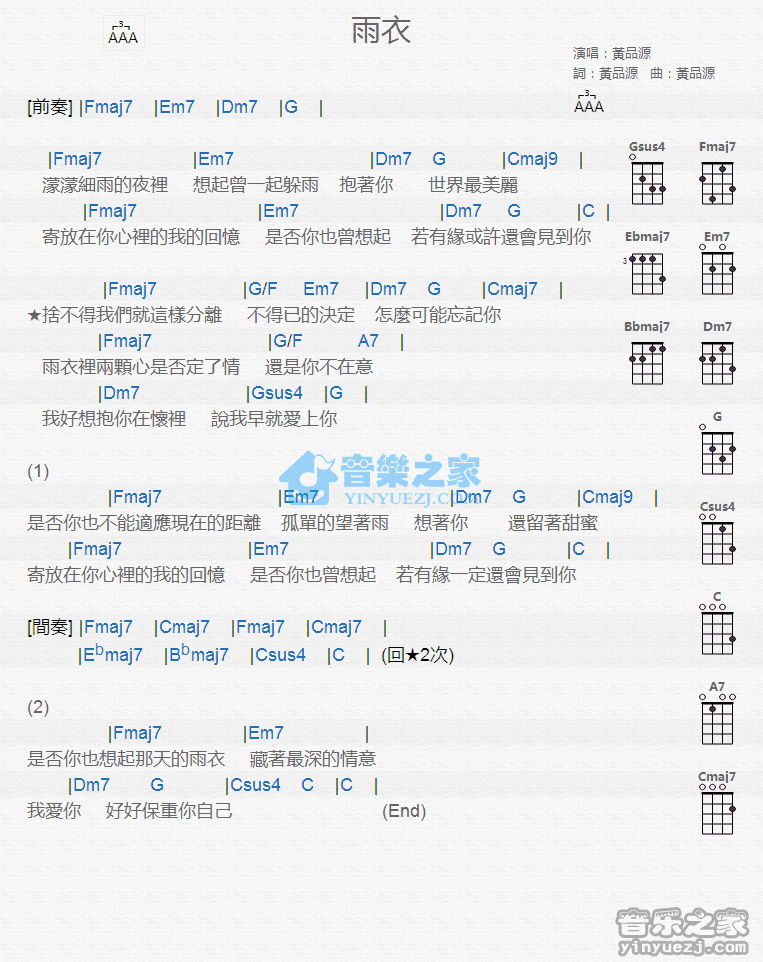 雨衣
3
AAA
演唱：黃品源
詞：黃品源 曲：黃品源
3
AAA
[前奏] |Fmaj7 |Em7 |Dm7 |G |
|Fmaj7 |Em7 |Dm7 G |Cmaj9 |
濛濛細雨的夜裡 想起曾一起躲雨 抱著你 世界最美麗
|Fmaj7 |Em7 |Dm7 G |C |
寄放在你心裡的我的回憶 是否你也曾想起 若有緣或許還會見到你
|Fmaj7 |G/F Em7 |Dm7 G |Cmaj7 |
★捨不得我們就這樣分離 不得已的決定 怎麼可能忘記你
|Fmaj7 |G/F A7 |
雨衣裡兩顆心是否定了情 還是你不在意
|Dm7 |Gsus4 |G |
我好想抱你在懷裡 說我早就愛上你
(1)
|Fmaj7 |Em7 |Dm7 G |Cmaj9 |
是否你也不能適應現在的距離 孤單的望著雨 想著你 還留著甜蜜
|Fmaj7 |Em7 |Dm7 G |C |
寄放在你心裡的我的回憶 是否你也曾想起 若有緣一定還會見到你
[間奏] |Fmaj7 |Cmaj7 |Fmaj7 |Cmaj7 |
|Ebmaj7 |Bbmaj7 |Csus4 |C | (回★2次)
(2)
|Fmaj7 |Em7 |
是否你也想起那天的雨衣 藏著最深的情意
|Dm7 G |Csus4 C |C |
我愛你 好好保重你自己 (End)
Gsus4 Fmaj7
Ebmaj7 Em7
3
Bbmaj7 Dm7
G
Csus4
C
A7
Cmaj7
音樂之家
YINYUEZJ.COM
音乐之家
yinyuezj.com